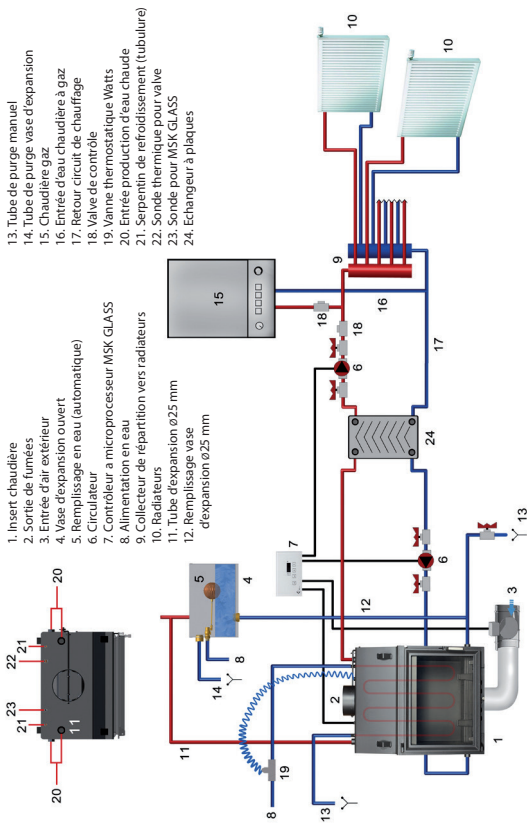 1. Insert chaudière
2. Sortie de fumées
3. Entrée d'air extérieur
4. Vase d'expansion ouvert
5. Remplissage en eau (automatique)
6. Circulateur
7. Contrôleur a microprocesseur MSK GLASS
8. Alimentation en eau
9. Collecteur de répartition vers radiateurs
10. Radiateurs
11. Tube d'expansion Ø25 mm
12. Remplissage vase
d'expansion Ø25 mm
13. Tube de purge manuel
14. Tube de purge vase d'expansion
15. Chaudière gaz
16. Entrée d'eau chaudière à gaz
17. Retour circuit de chauffage
18. Valve de contrôle
19. Vanne thermostatique Watts
20. Entrée production d'eau chaude
21. Serpentin de refroidissement (tubulure)
22. Sonde thermique pour valve
23. Sonde pour MSK GLASS
24. Echangeur à plaques
20
21
23
22
21
20
11
10
10
15
9
18
18
16
6
17
24
7
6
5
4
8
14
12
13
3
11
2
19
8
13
1